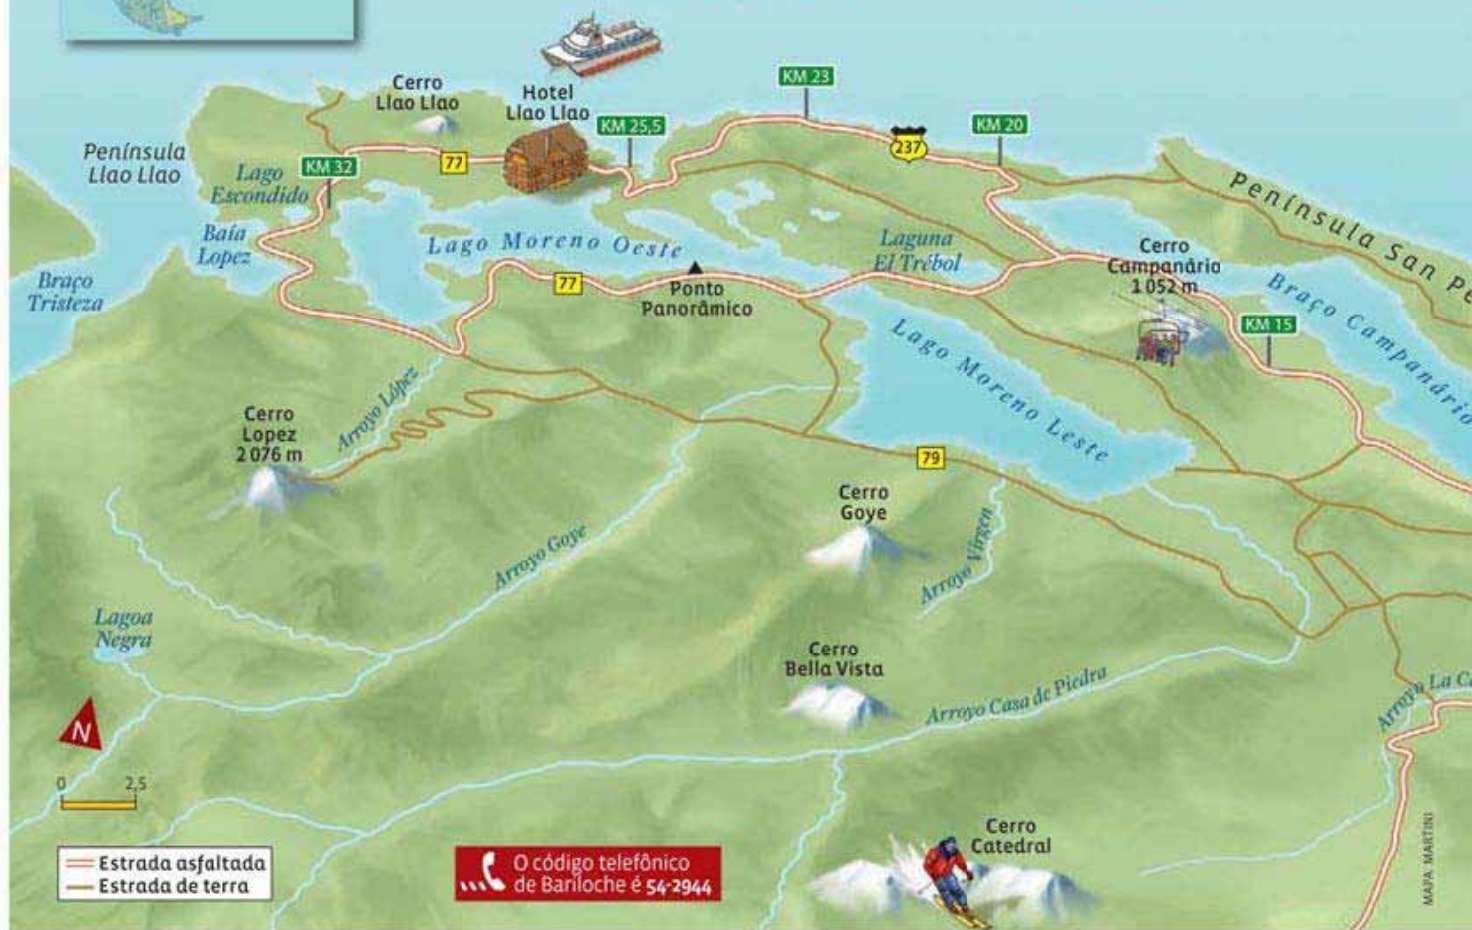 KM 23
Cerro
Llao Llao
Hotel
Llao Llao
KM 25,5
KM 20
237
Península
Llao Llao
KM 32
77
Lago
Escondido
Península San Pe
Baía
Lopez
Lago Moreno Oeste
Laguna
El Trébol
Cerro
Campanário
1 052 m
Braço
Tristeza
77
Ponto
Panorâmico
Braço Campanário
KM 15
Lago Moreno Leste
Arroyo López
Cerro
Lopez
2 076 m
79
Cerro
Goye
Arroyo Goye
Arroyo Virgen
Lagoa
Negra
Cerro
Bella Vista
Arroyo Casa de Piedra
Arroyo La Ca
N
0 2,5
Cerro
Catedral
Estrada asfaltada
Estrada de terra
O código telefônico
de Bariloche é 54-2944
MAPA: MARTINI